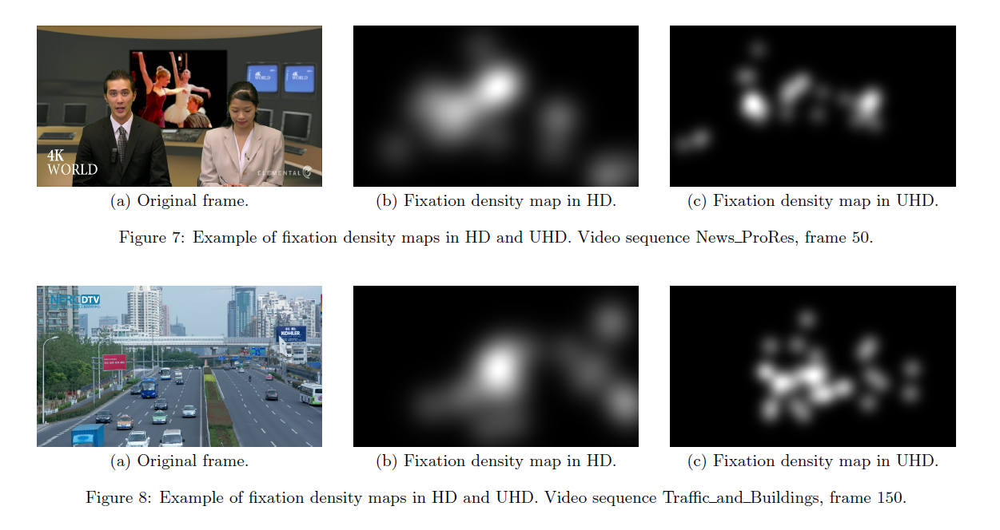 4K
WORLD
4K
WORLD
4K
WORLD
ELEMENTAL
(a) Original frame.
(b) Fixation density map in HD.
(c) Fixation density map in UHD.
Figure 7: Example of fixation density maps in HD and UHD. Video sequence News_ProRes, frame 50.
NERC DTV
KOHLER
(a) Original frame.
(b) Fixation density map in HD.
(c) Fixation density map in UHD.
Figure 8: Example of fixation density maps in HD and UHD. Video sequence Traffic_and_Buildings, frame 150.